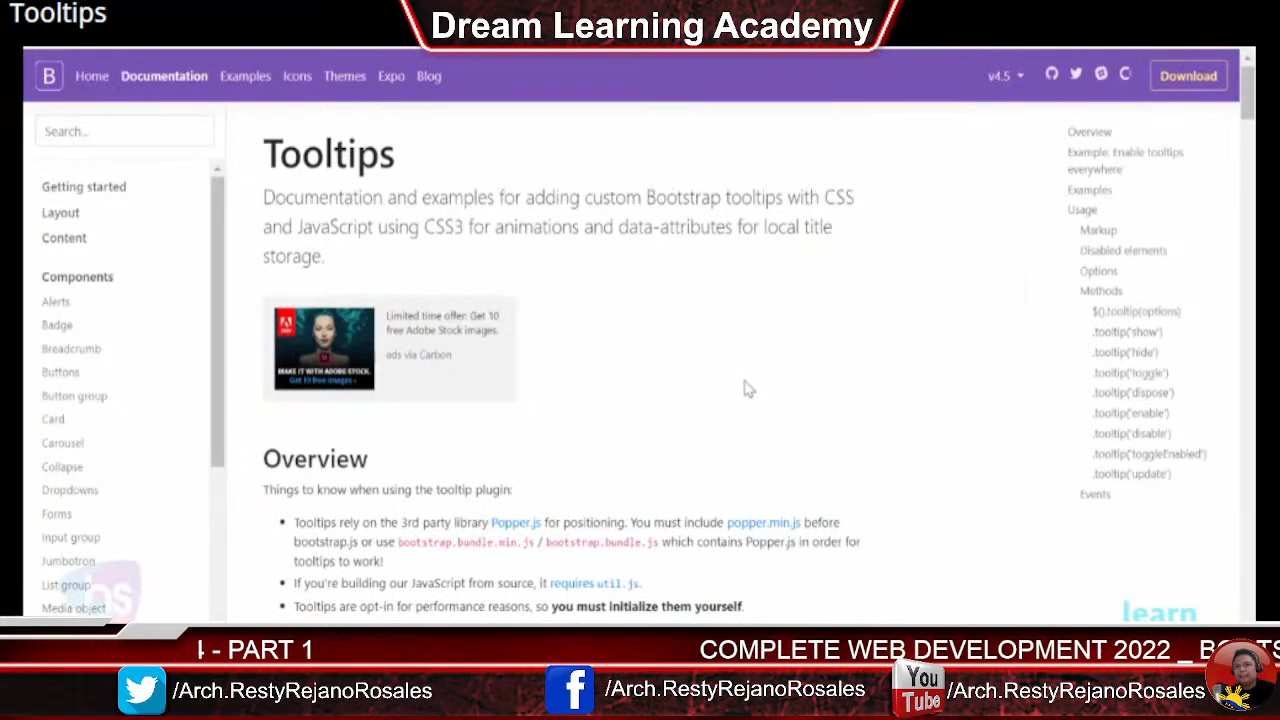 Tooltips
Dream Learning Academy
B Home Documentation Examples Icons Themes Expo Blog v4.5 Download
Search...
Getting started
Layout
Content
Components
Alerts
Badge
Breadcrumb
Buttons
Button group
Card
Carousel
Collapse
Dropdowns
Forms
Input group
Jumbotron
List group
Media object
Tooltips
Documentation and examples for adding custom Bootstrap tooltips with CSS
and JavaScript using CSS3 for animations and data-attributes for local title
storage.
MAKE IT WITH ADOBE STOCK.
Get 10 free images ›
Limited time offer: Get 10
free Adobe Stock images.
ads via Carbon
Overview
Things to know when using the tooltip plugin:
Tooltips rely on the 3rd party library Popper.js for positioning. You must include popper.min.js before
bootstrap.js or use bootstrap.bundle.min.js / bootstrap.bundle.js which contains Popper.js in order for
tooltips to work!
If you're building our JavaScript from source, it requires util.js.
Tooltips are opt-in for performance reasons, so you must initialize them yourself.
Overview
Example: Enable tooltips
everywhere
Examples
Usage
Markup
Disabled elements
Options
Methods
$().tooltip(options)
.tooltip('show')
.tooltip('hide')
.tooltip('toggle')
.tooltip('dispose')
.tooltip('enable')
.tooltip('disable')
.tooltip('toggleEnabled')
.tooltip('update')
Events
learn
4 - PART 1 COMPLETE WEB DEVELOPMENT 2022 _
/Arch.RestyRejanoRosales
/Arch.RestyRejanoRosales
You Tube /Arch.RestyRejanoRosales